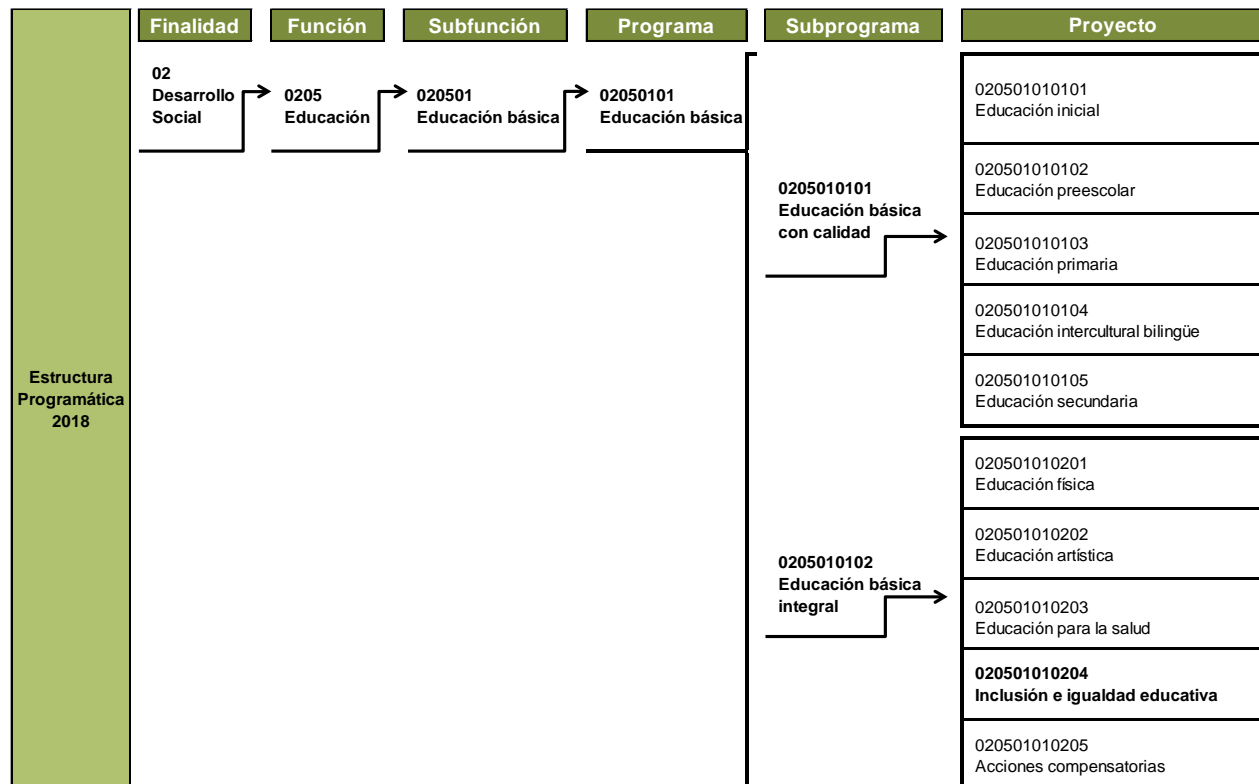 Finalidad
Función
Subfunción
Programa
Subprograma
Proyecto
Estructura
Programática
2018
02
Desarrollo
Social
0205
Educación
020501
Educación básica
02050101
Educación básica
0205010101
Educación básica
con calidad
020501010101
Educación inicial
020501010102
Educación preescolar
020501010103
Educación primaria
020501010104
Educación intercultural bilingüe
020501010105
Educación secundaria
0205010102
Educación básica
integral
020501010201
Educación física
020501010202
Educación artística
020501010203
Educación para la salud
020501010204
Inclusión e igualdad educativa
020501010205
Acciones compensatorias